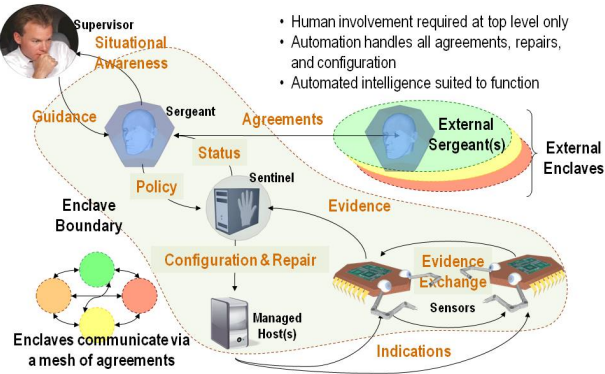 Supervisor
Situational
Awareness
• Human involvement required at top level only
• Automation handles all agreements, repairs,
and configuration
• Automated intelligence suited to function
Guidance
Sergeant
Agreements
External
Sergeant(s)
External
Enclaves
Status
Policy
Sentinel
Enclave
Boundary
Evidence
Configuration & Repair
Evidence
Exchange
Sensors
Managed
Host(s)
Indications
Enclaves communicate via
a mesh of agreements